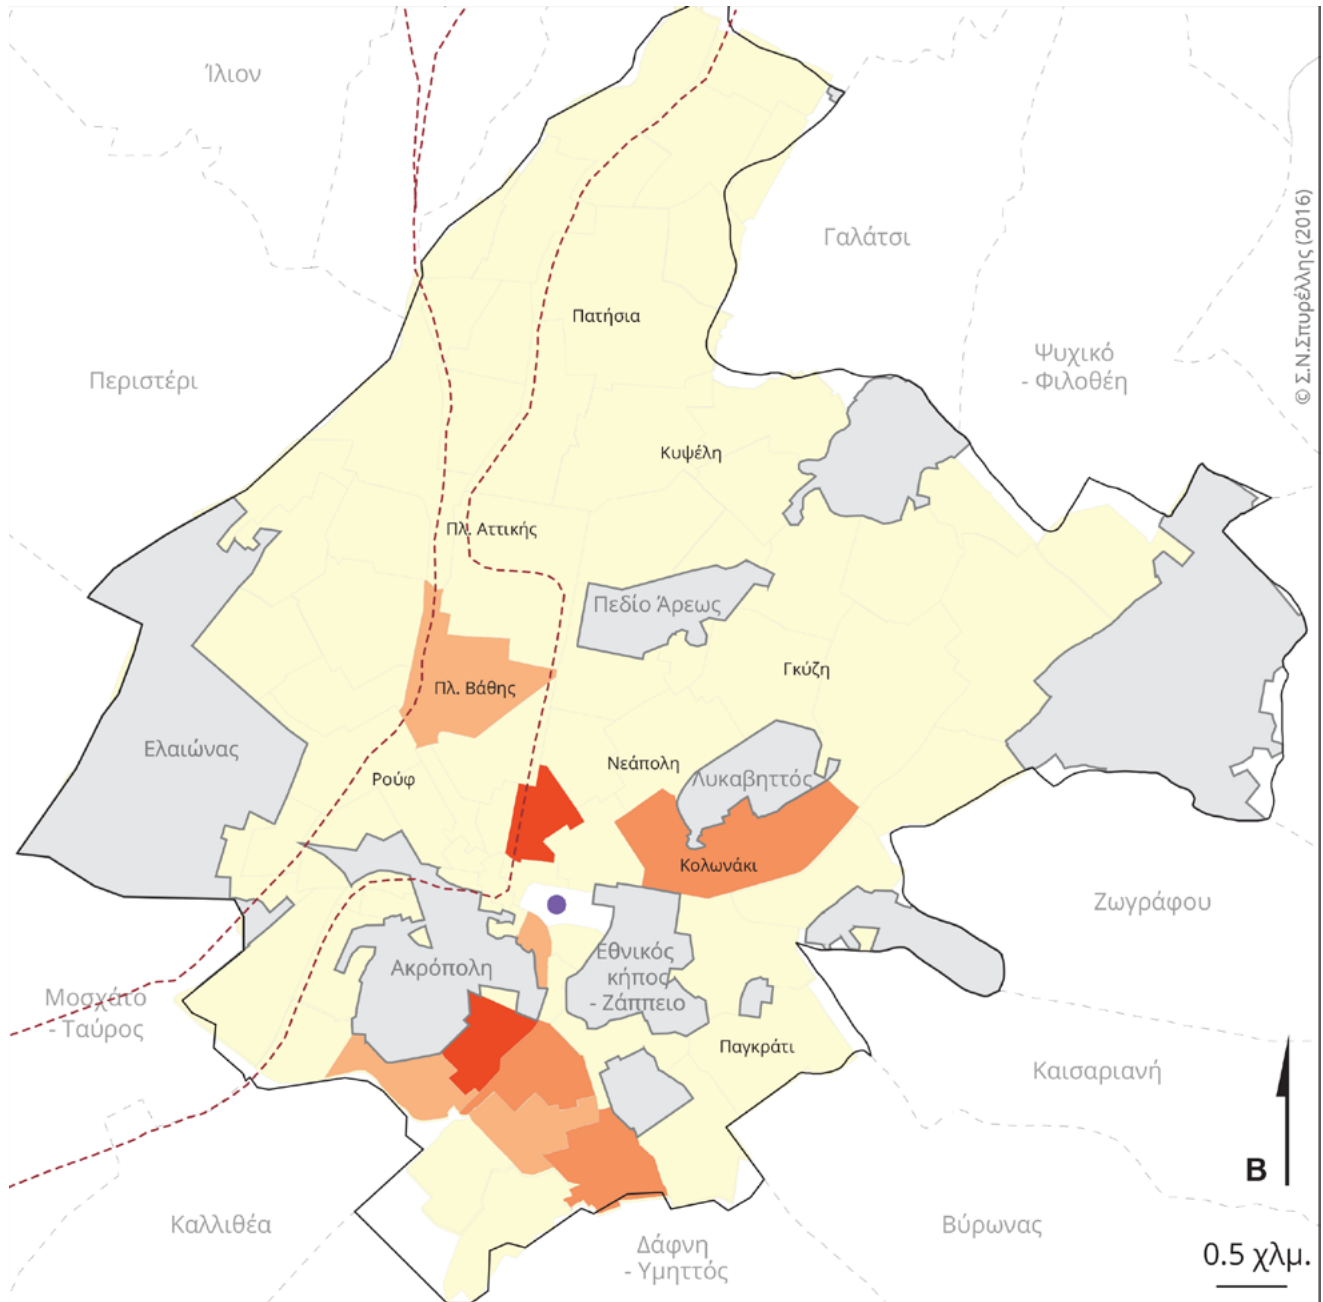 Ίλιον
Γαλάτσι
© Σ.Ν.Σπυρέλλης (2016)
Πατήσια
Ψυχικό
- Φιλοθέη
Περιστέρι
Κυψέλη
Πλ. Αττικής
Πεδίο Άρεως
Γκύζη
Πλ. Βάθης
Ελαιώνας
Ρούφ
Νεάπολη
Λυκαβηττός
Κολωνάκι
Ζωγράφου
Ακρόπολη
Εθνικός
κήπος
- Ζάππειο
Μοσχάτο
- Ταύρος
Παγκράτι
Καισαριανή
Β
Καλλιθέα
Βύρωνας
Δάφνη
- Υμηττός
0.5 χλμ.